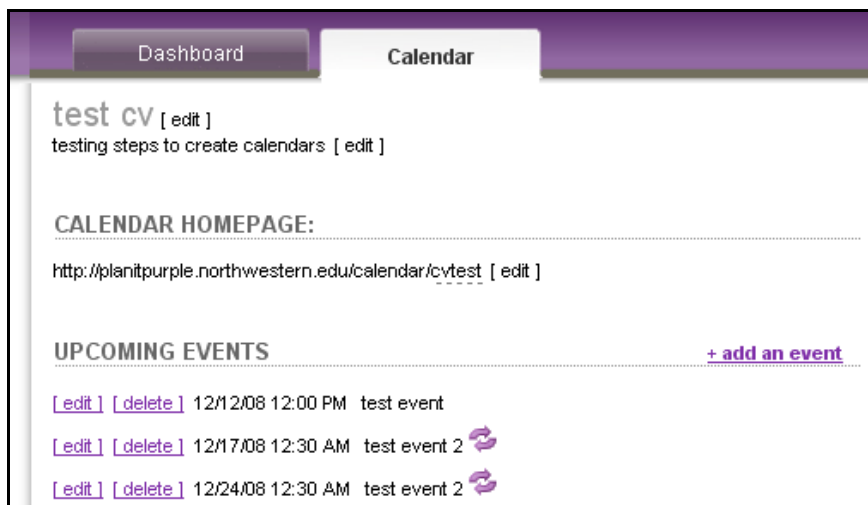 Dashboard Calendar
test cv [ edit ]
testing steps to create calendars [ edit ]
CALENDAR HOMEPAGE:
http://planitpurple.northwestern.edu/calendar/cvtest [ edit ]
UPCOMING EVENTS + add an event
[ edit ] [ delete ] 12/12/08 12:00 PM test event
[ edit ] [ delete ] 12/17/08 12:30 AM test event 2
[ edit ] [ delete ] 12/24/08 12:30 AM test event 2